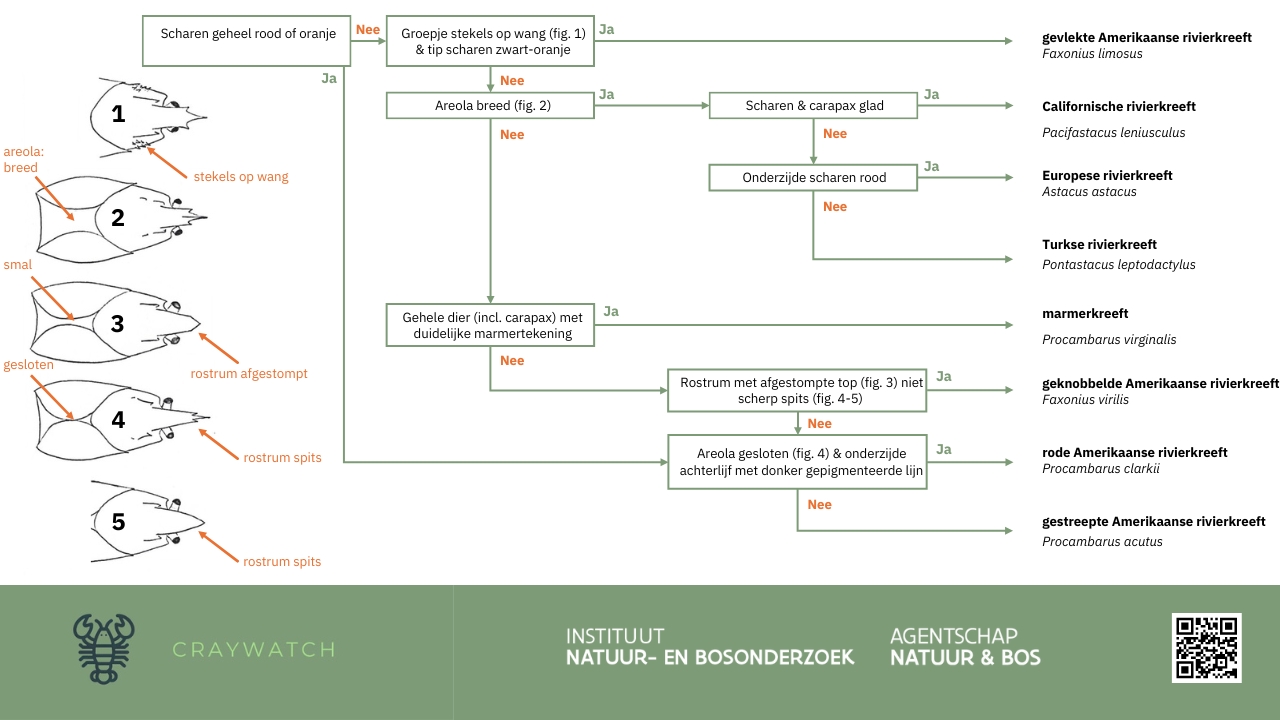 Scharen geheel rood of oranje
Nee
Ja
Groepje stekels op wang (fig. 1)
& tip scharen zwart-oranje
Ja
Nee
gevlekte Amerikaanse rivierkreeft
Faxonius limosus
Areola breed (fig. 2)
Ja
Nee
Scharen & carapax glad
Ja
Nee
Californische rivierkreeft
Pacifastacus leniusculus
Onderzijde scharen rood
Ja
Nee
Europese rivierkreeft
Astacus astacus
Turkse rivierkreeft
Pontastacus leptodactylus
Gehele dier (incl. carapax) met
duidelijke marmertekening
Ja
Nee
marmerkreeft
Procambarus virginalis
Rostrum met afgestompte top (fig. 3) niet
scherp spits (fig. 4-5)
Ja
Nee
geknobbelde Amerikaanse rivierkreeft
Faxonius virilis
Areola gesloten (fig. 4) & onderzijde
achterlijf met donker gepigmenteerde lijn
Ja
Nee
rode Amerikaanse rivierkreeft
Procambarus clarkii
gestreepte Amerikaanse rivierkreeft
Procambarus acutus
1
stekels op wang
areola:
breed
2
smal
3
rostrum afgestompt
gesloten
4
rostrum spits
5
rostrum spits
CRAYWATCH
INSTITUUT
NATUUR- EN BOSONDERZOEK
AGENTSCHAP
NATUUR & BOS